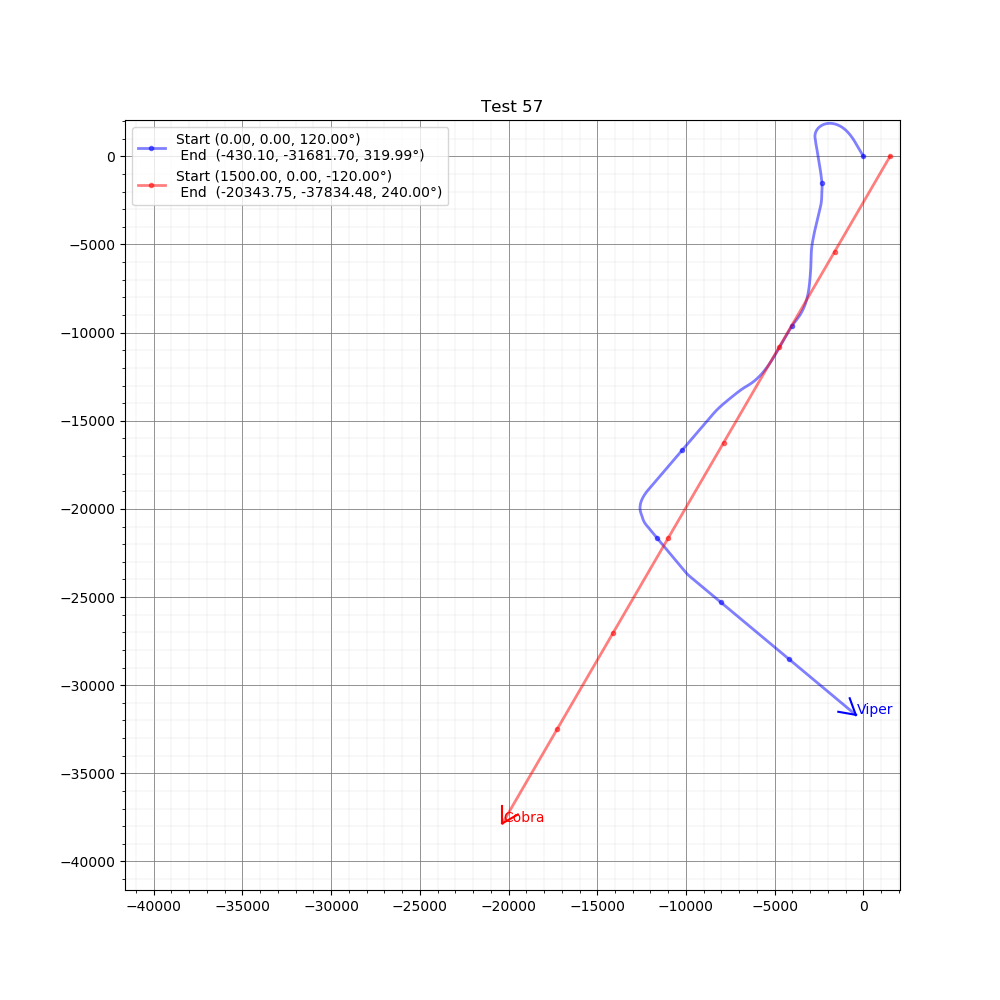 Test 57
Start (0.00, 0.00, 120.00°)
End  (-430.10, -31681.70, 319.99°)
Start (1500.00, 0.00, -120.00°)
End  (-20343.75, -37834.48, 240.00°)
0
−5000
−10000
−15000
−20000
−25000
−30000
−35000
−40000
Viper
Cobra
−40000 −35000 −30000 −25000 −20000 −15000 −10000 −5000 0